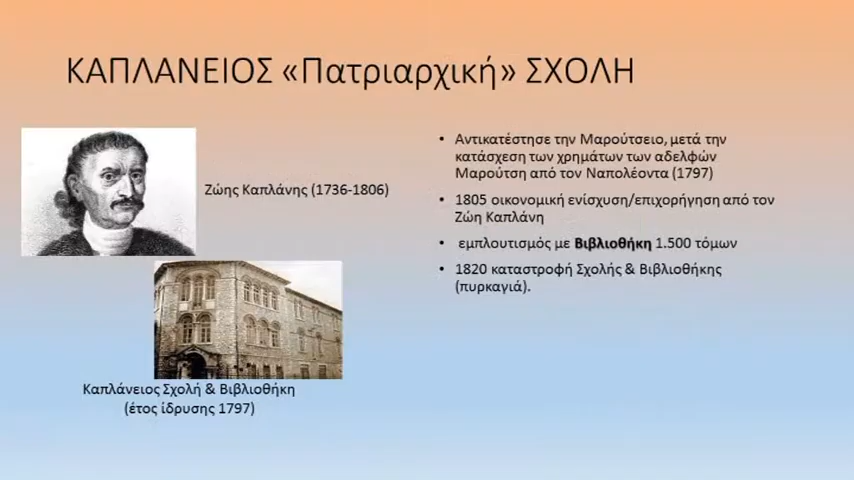 ΚΑΠΛΑΝΕΙΟΣ «Πατριαρχική» ΣΧΟΛΗ
Ζώης Καπλάνης (1736-1806)
Καπλάνειος Σχολή & Βιβλιοθήκη
(έτος ίδρυσης 1797)
• Αντικατέστησε την Μαρούτσειο, μετά την
κατάσχεση των χρημάτων των αδελφών
Μαρούτση από τον Ναπολέοντα (1797)
• 1805 οικονομική ενίσχυση/επιχορήγηση από τον
Ζώη Καπλάνη
• εμπλουτισμός με Βιβλιοθήκη 1.500 τόμων
• 1820 καταστροφή Σχολής & Βιβλιοθήκης
(πυρκαγιά).